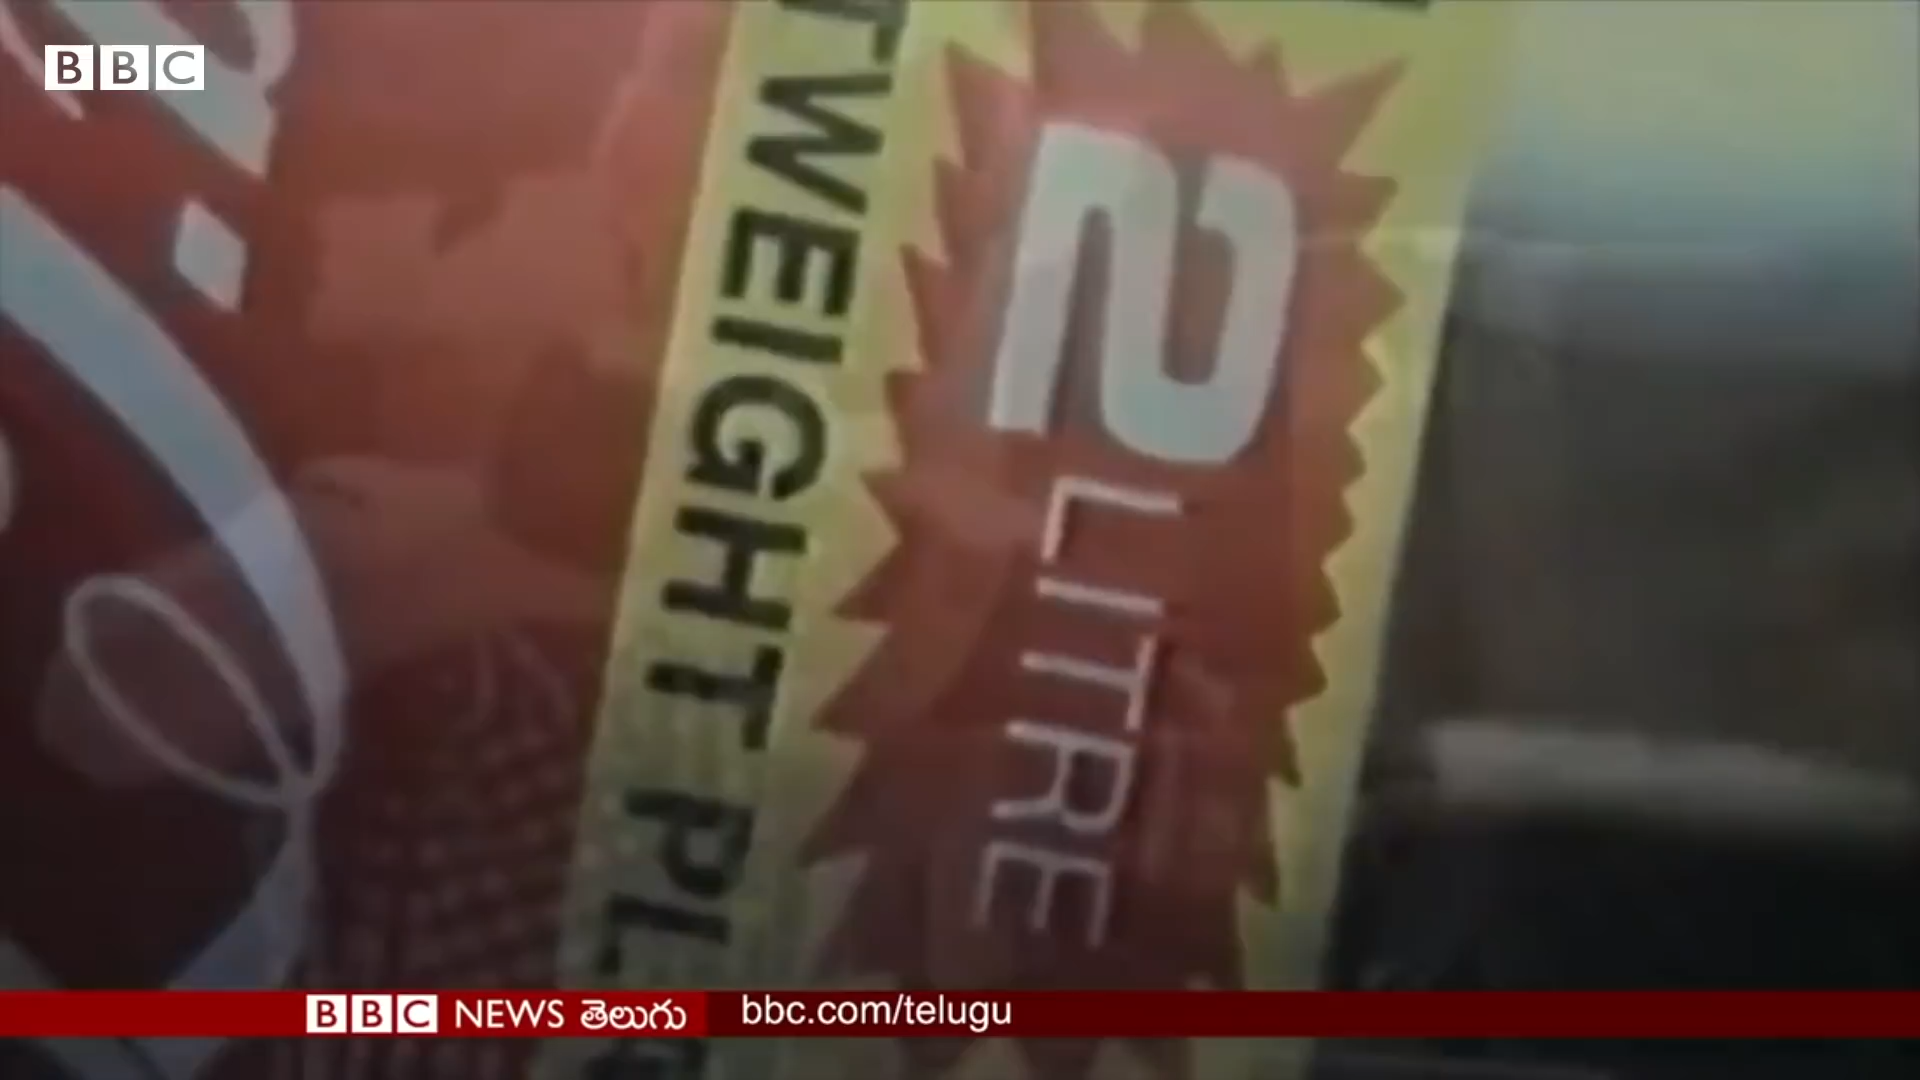 BBC
TWEIGHT PL
2
LITRE
BBC NEWS తెలుగు
bbc.com/telugu